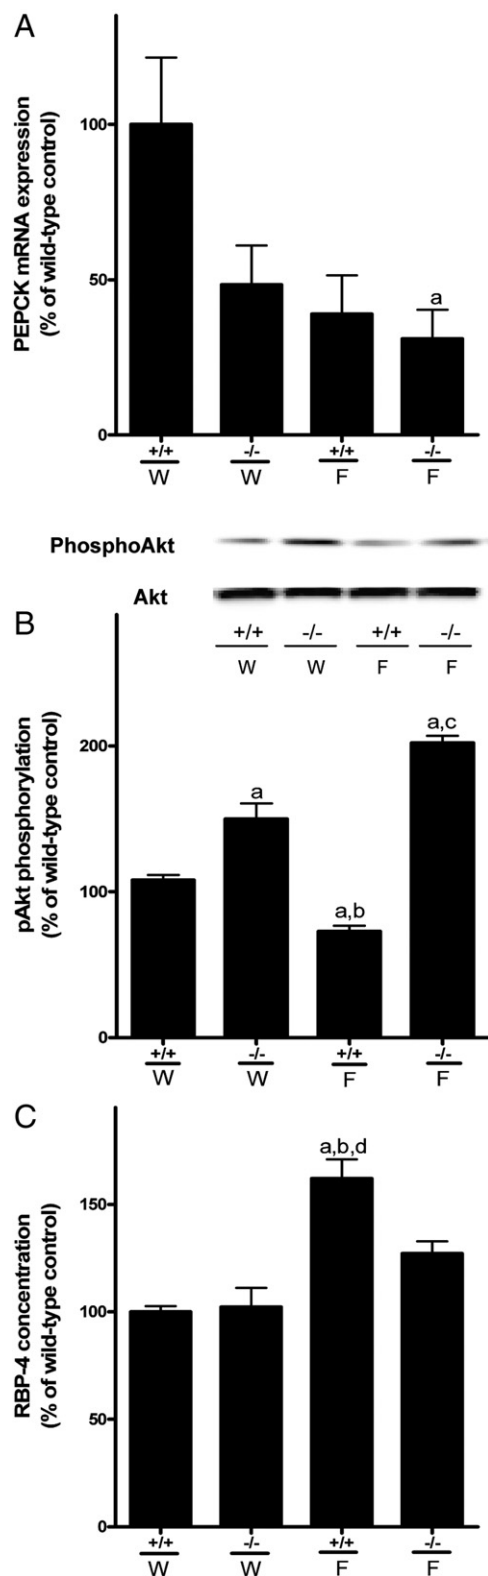 A
PEPCK mRNA expression
(% of wild-type control)
100
50
0
a
+/+ -/- +/+ -/-
W W F F
PhosphoAkt
Akt
+/+ -/- +/+ -/-
W W F F
B
pAkt phosphorylation
(% of wild-type control)
200
100
0
a a,b a,c
+/+ -/- +/+ -/-
W W F F
C
RBP-4 concentration
(% of wild-type control)
150
100
50
0
a,b,d
+/+ -/- +/+ -/-
W W F F